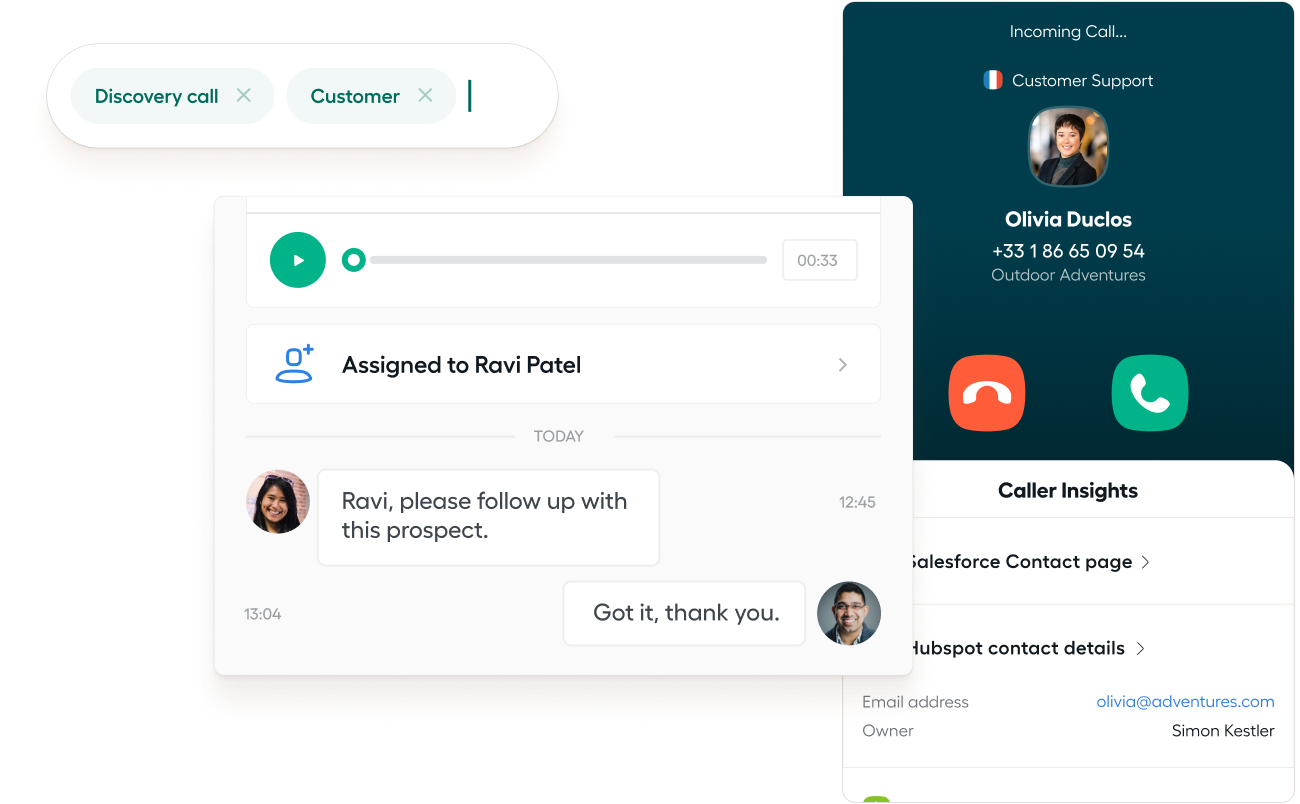 Discovery call
Customer
00:33
Assigned to Ravi Patel
TODAY
Ravi, please follow up with
this prospect.
12:45
13:04
Got it, thank you.
Incoming Call...
Customer Support
Olivia Duclos
+33 1 86 65 09 54
Outdoor Adventures
Caller Insights
Salesforce Contact page
Hubspot contact details
Email address
olivia@adventures.com
Owner
Simon Kestler